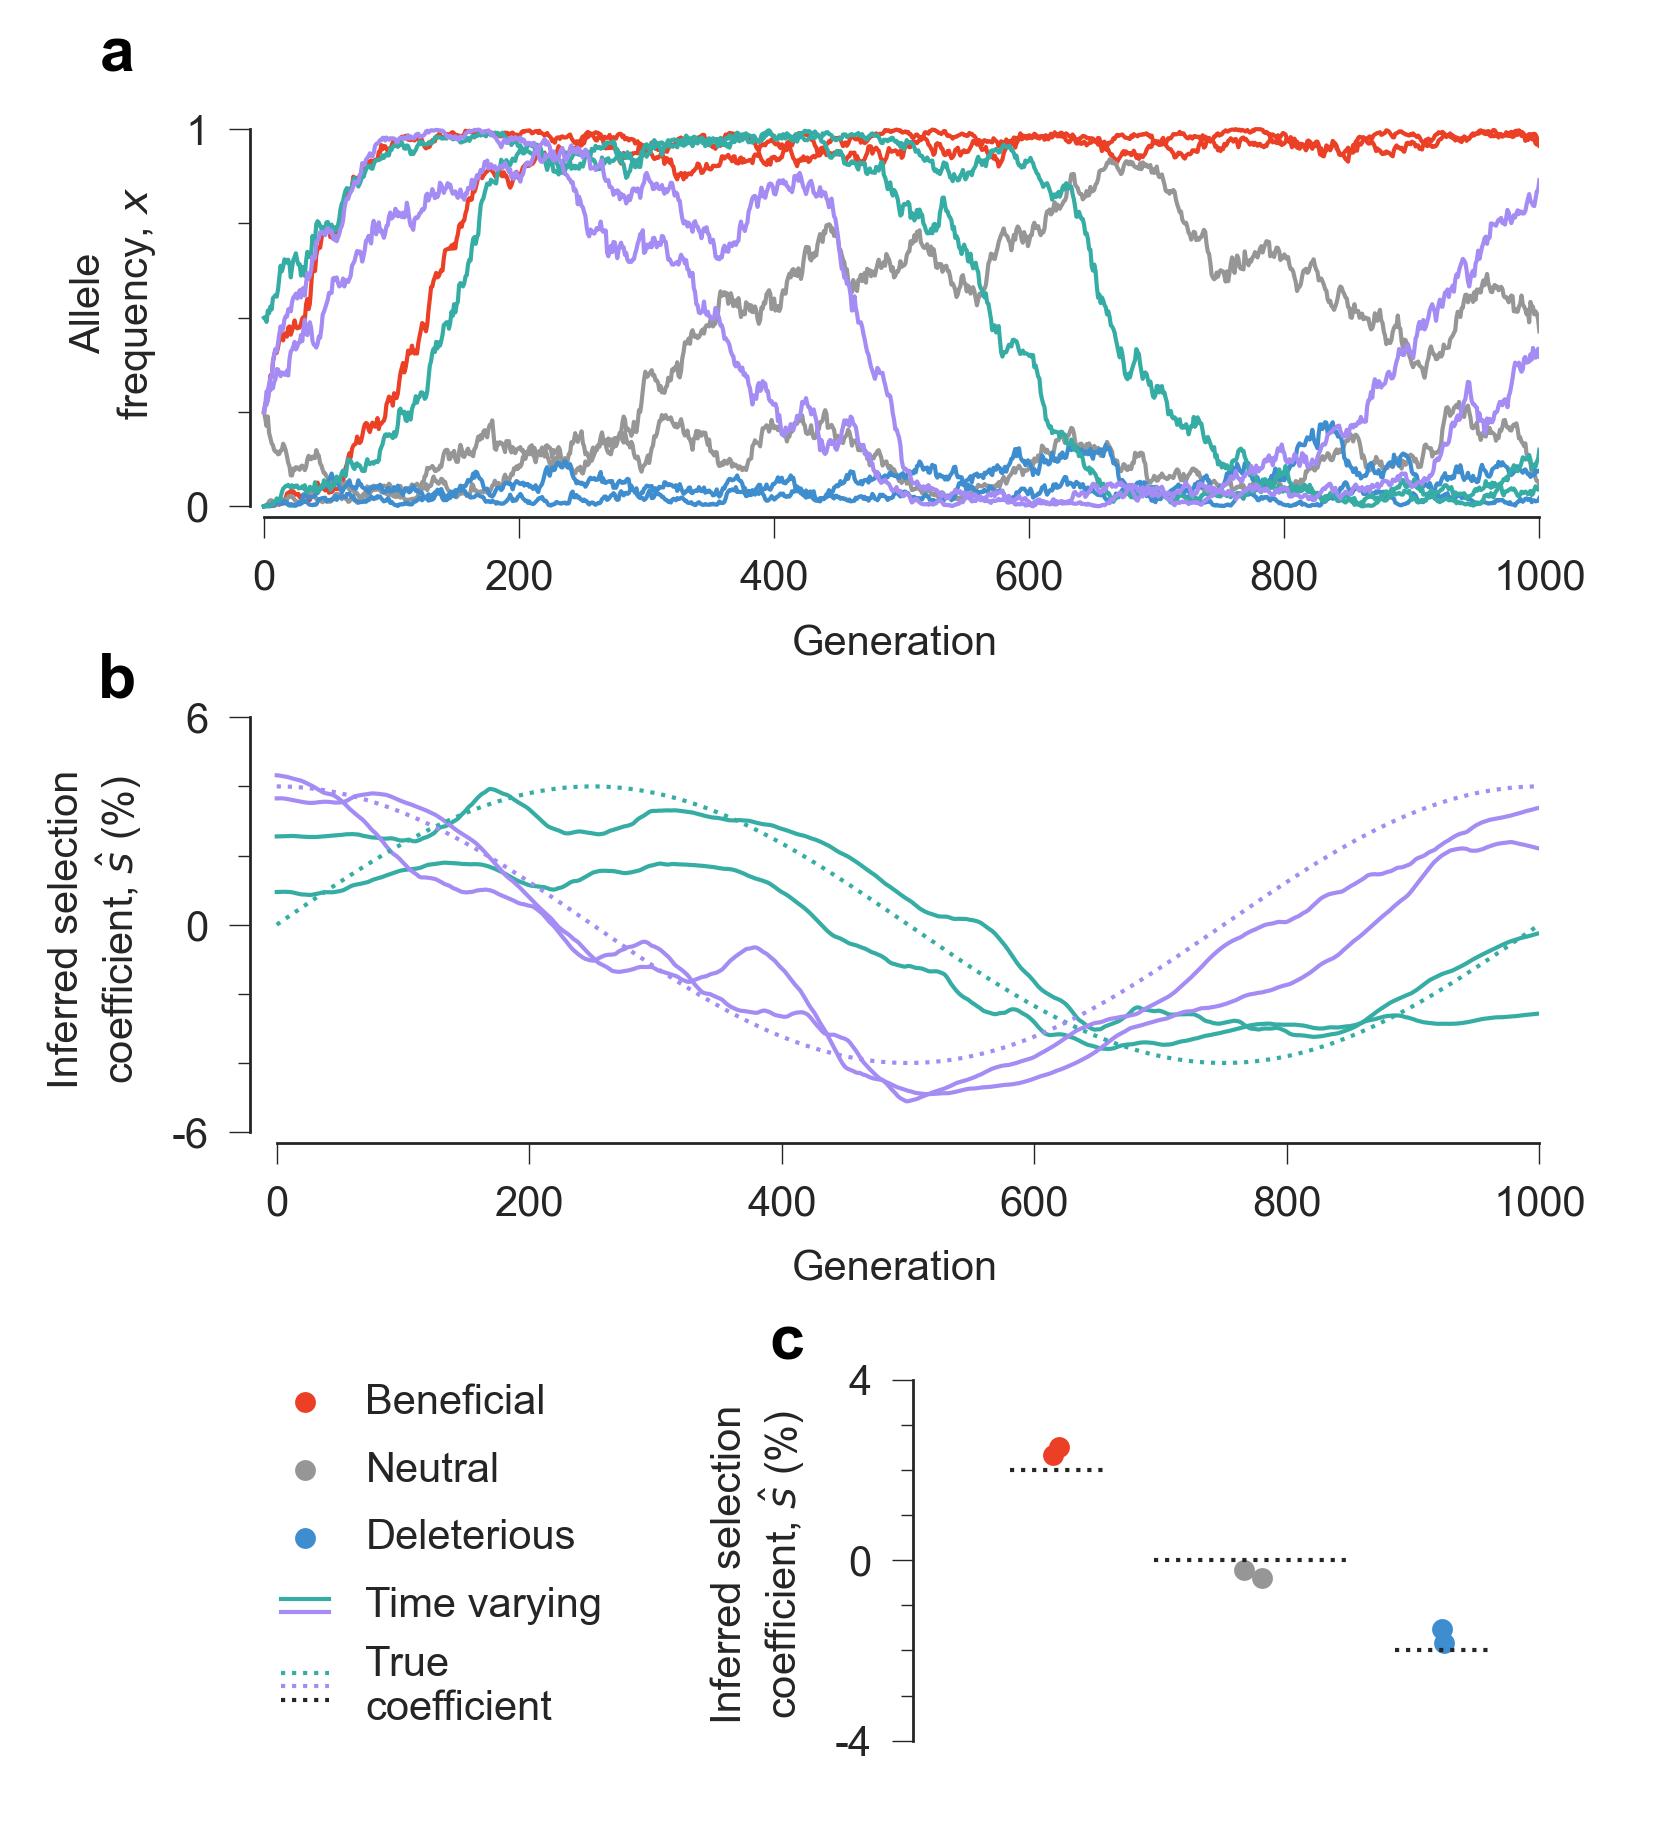 a
1
0
Allele
frequency, x
0 200 400 600 800 1000
Generation
b
6
0
-6
Inferred selection
coefficient, ŝ (%)
0 200 400 600 800 1000
Generation
Beneficial
Neutral
Deleterious
Time varying
True
coefficient
c
4
0
-4
Inferred selection
coefficient, ŝ (%)